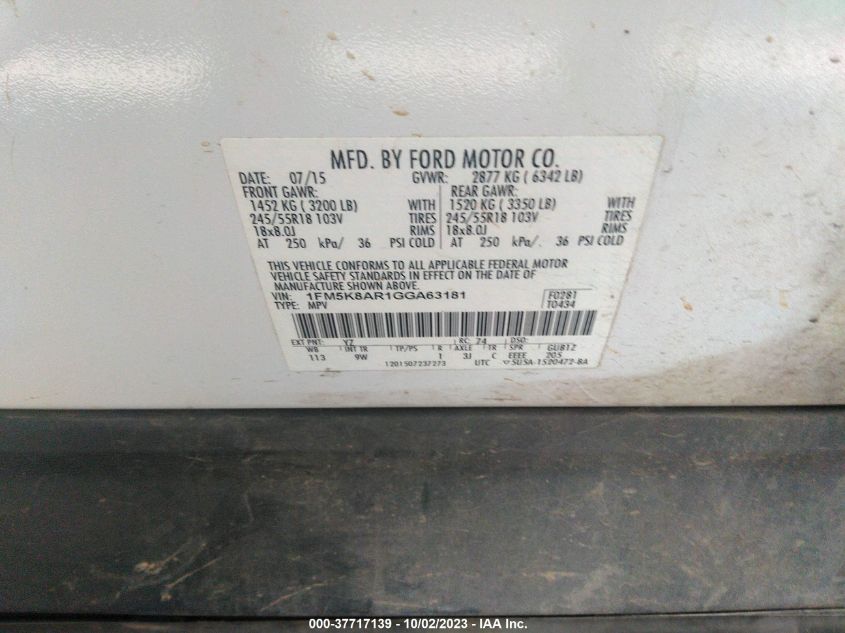 MFD. BY FORD MOTOR CO.
DATE: 07/15 GVWR: 2877 KG ( 6342 LB)
FRONT GAWR: REAR GAWR:
1452 KG ( 3200 LB) WITH 1520 KG ( 3350 LB) WITH
245/55R18 103V TIRES 245/55R18 103V TIRES
18x8.0J RIMS 18x8.0J RIMS
AT 250 kPa/ 36 PSI COLD AT 250 kPa/ 36 PSI COLD
THIS VEHICLE CONFORMS TO ALL APPLICABLE FEDERAL MOTOR
VEHICLE SAFETY STANDARDS IN EFFECT ON THE DATE OF
MANUFACTURE SHOWN ABOVE.
VIN: 1FM5K8AR1GGA63181 F0281
TYPE: MPV T0434
EXT PNT: YZ RC: 74 DSO:
WB INT TR TP/PS R AXLE TR SPR GUB1Z
113 9W 1 3J C EEEE 205
1201507237273 UTC SU5A-1520472-BA
000-37717139 - 10/02/2023 - IAA Inc.